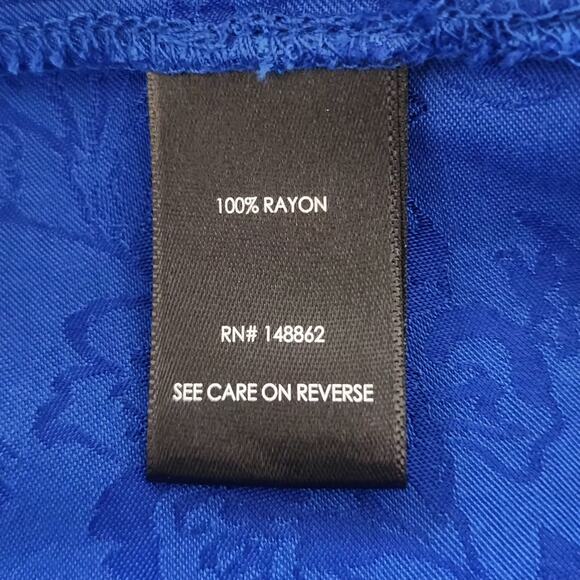 100% RAYON
RN# 148862
SEE CARE ON REVERSE